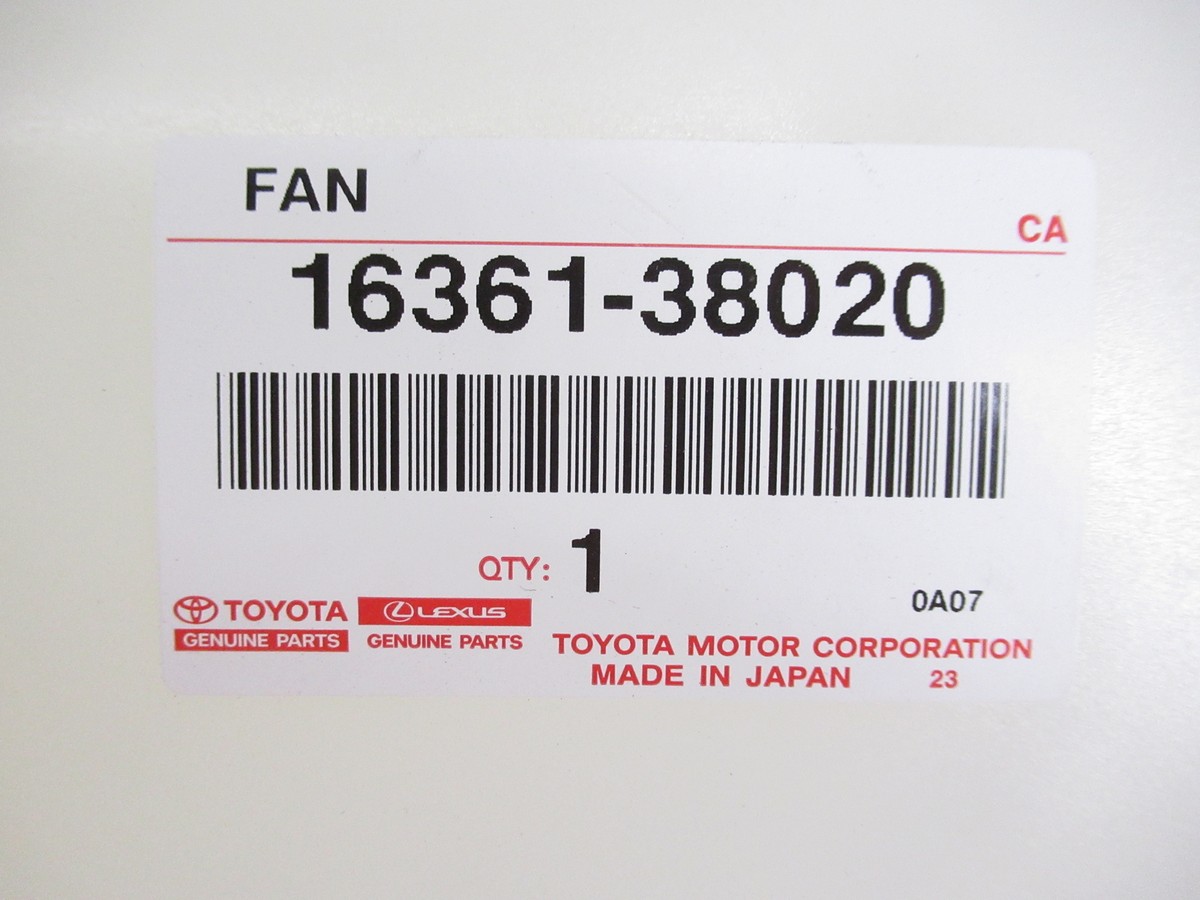 FAN
CA
16361-38020
QTY: 1
0A07
TOYOTA LEXUS
GENUINE PARTS GENUINE PARTS
TOYOTA MOTOR CORPORATION
MADE IN JAPAN 23